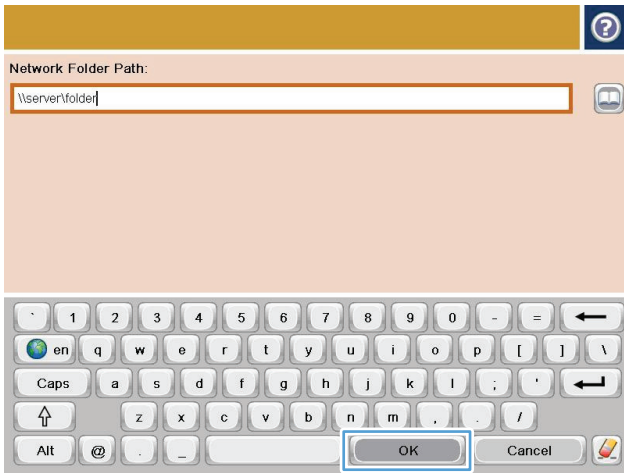 ?
Network Folder Path:
\\server\folder
` 1 2 3 4 5 6 7 8 9 0 - =
en q w e r t y u i o p [ ] \
Caps a s d f g h j k l ; '
z x c v b n m , . /
Alt @ . _ OK Cancel